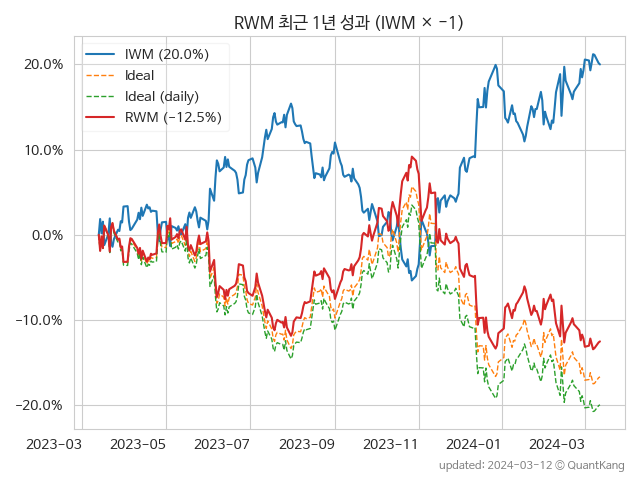 RWM 최근 1년 성과 (IWM × −1)
IWM (20.0%)
Ideal
Ideal (daily)
RWM (−12.5%)
20.0%
10.0%
0.0%
−10.0%
−20.0%
2023-03 2023-05 2023-07 2023-09 2023-11 2024-01 2024-03
updated: 2024-03-12 © QuantKang